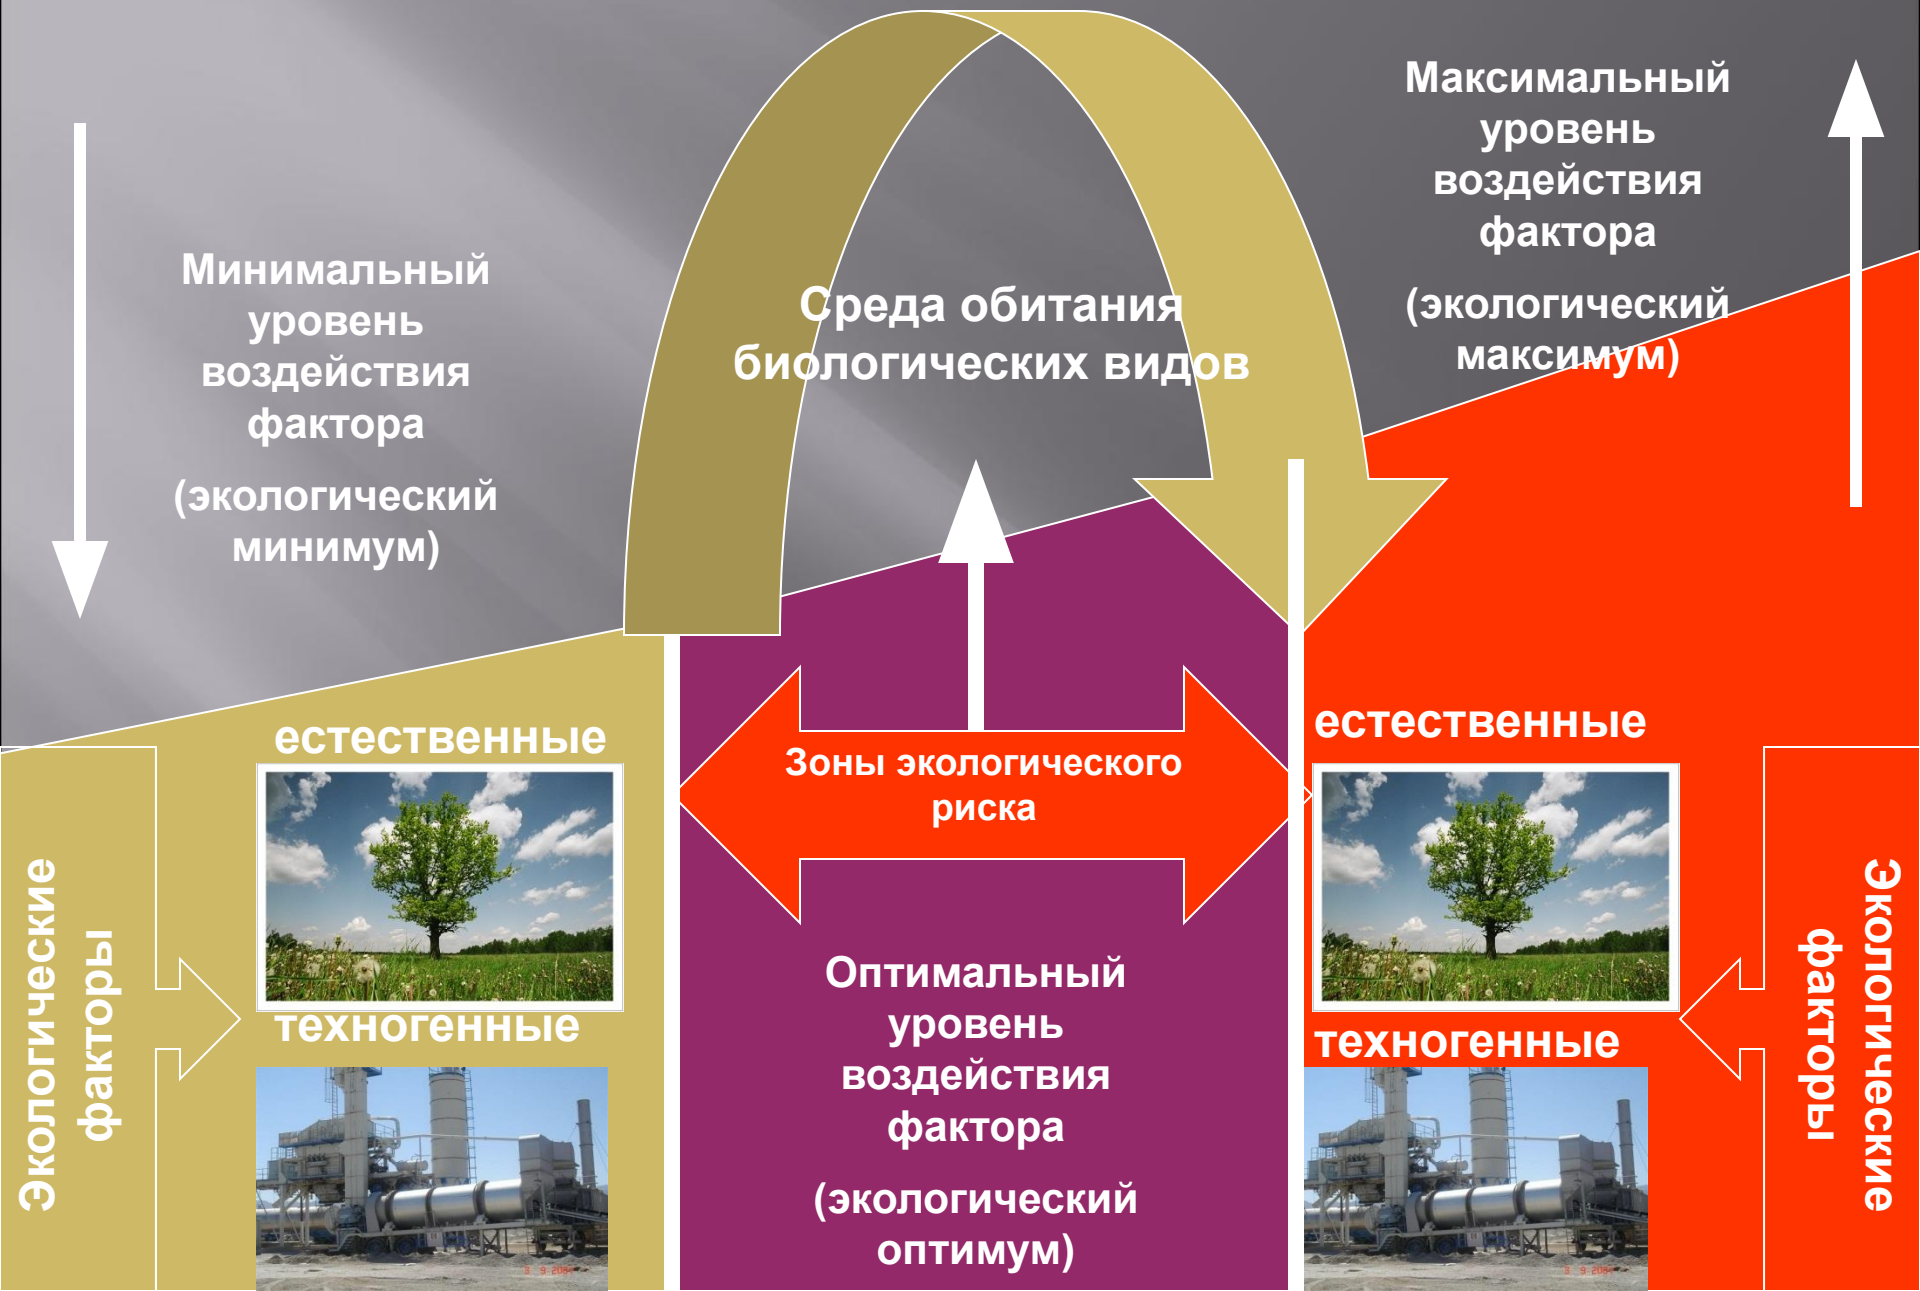 Минимальный
уровень
воздействия
фактора
(экологический
минимум)
Среда обитания
биологических видов
Максимальный
уровень
воздействия
фактора
(экологический
максимум)
Экологические
факторы
естественные
техногенные
Зоны экологического
риска
Оптимальный
уровень
воздействия
фактора
(экологический
оптимум)
естественные
техногенные
Экологические
факторы